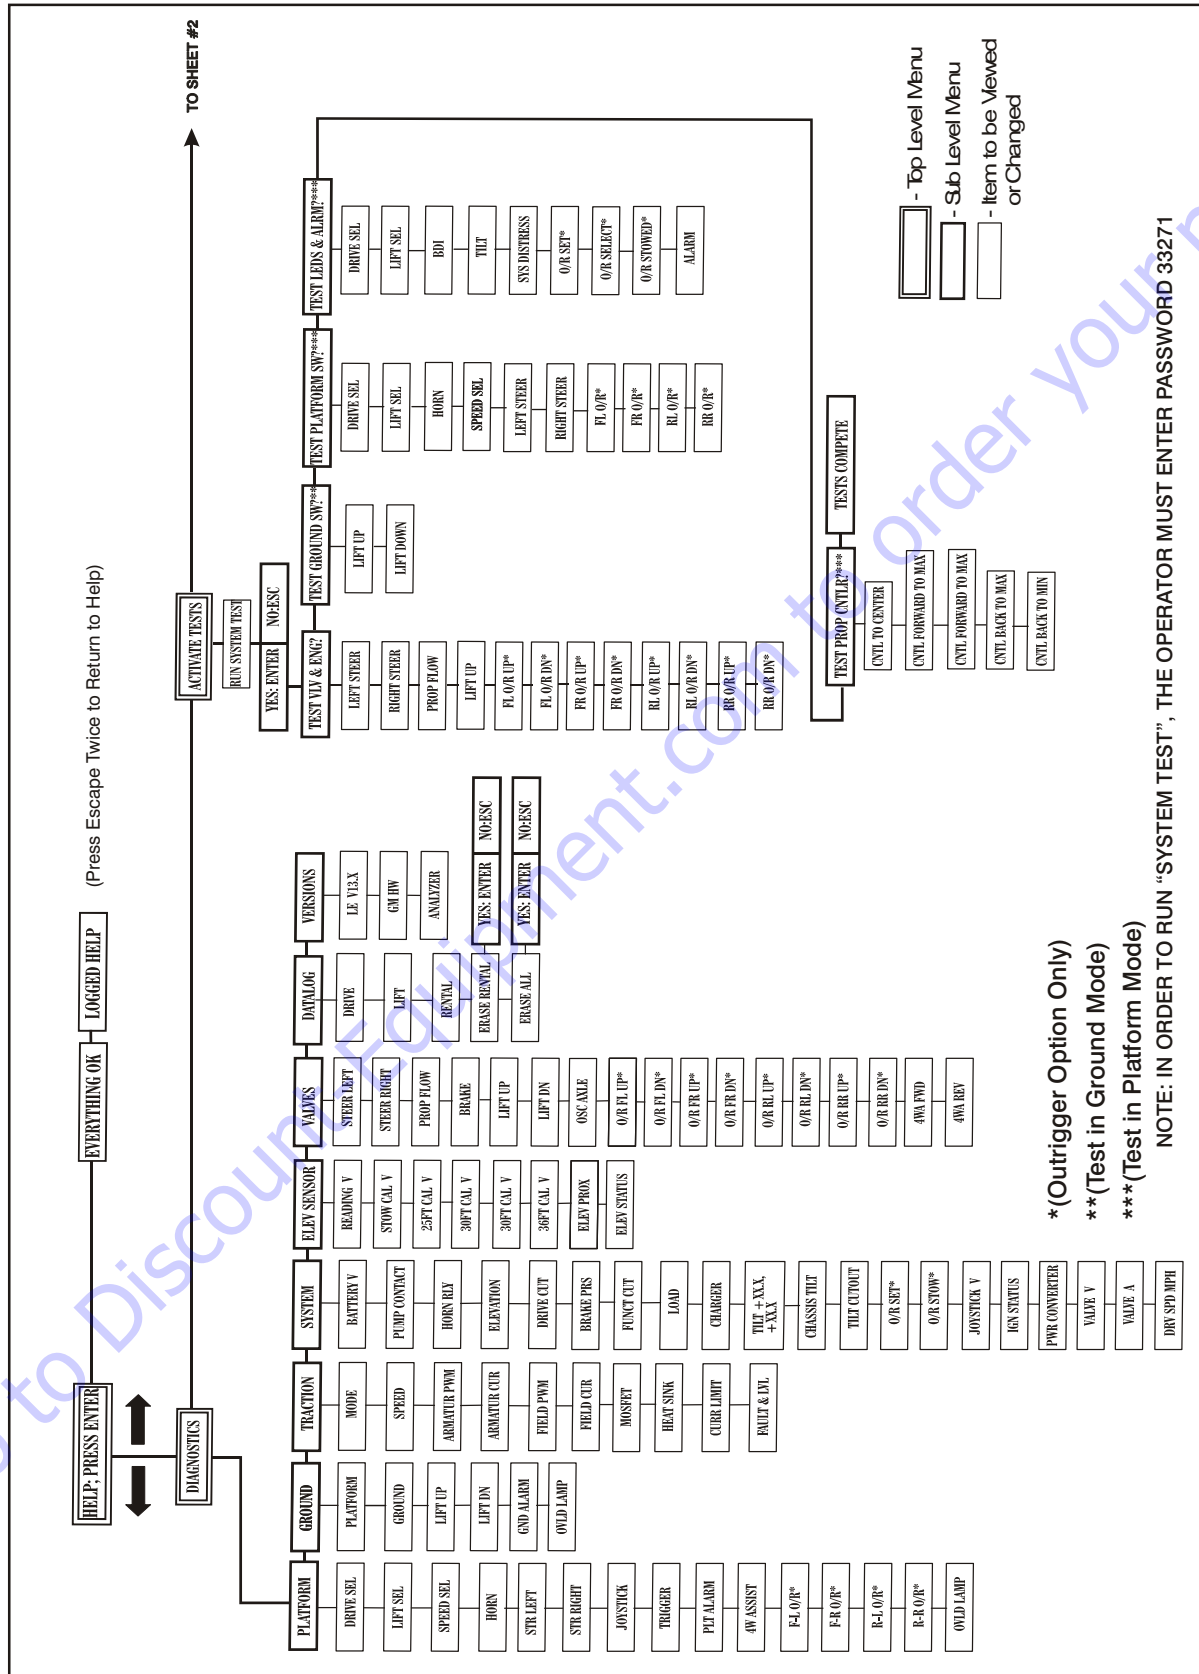 HELP; PRESS ENTER
EVERYTHING OK
LOGGED HELP
(Press Escape Twice to Return to Help)
DIAGNOSTICS
ACTIVATE TESTS
TO SHEET #2
RUN SYSTEM TEST
YES: ENTER
NO:ESC
PLATFORM
DRIVE SEL
LIFT SEL
SPEED SEL
HORN
STR LEFT
STR RIGHT
JOYSTICK
TRIGGER
PLT ALARM
4W ASSIST
F-L O/R*
F-R O/R*
R-L O/R*
R-R O/R*
OVLD LAMP
GROUND
PLATFORM
GROUND
LIFT UP
LIFT DN
GND ALARM
OVLD LAMP
TRACTION
MODE
SPEED
ARMATUR PWM
ARMATUR CUR
FIELD PWM
FIELD CUR
MOSFET
HEAT SINK
CURR LIMIT
FAULT & LVL
SYSTEM
BATTERY V
PUMP CONTACT
HORN RLY
ELEVATION
DRIVE CUT
BRAKE PRS
FUNCT CUT
LOAD
CHARGER
TILT +XX.X,
+XX.X
CHASSIS TILT
TILT CUTOUT
O/R SET*
O/R STOW*
JOYSTICK V
IGN STATUS
PWR CONVERTER
VALVE V
VALVE A
DRV SPD MPH
ELEV SENSOR
READING V
STOW CAL V
25FT CAL V
30FT CAL V
30FT CAL V
36FT CAL V
ELEV PROX
ELEV STATUS
VALVES
STEER LEFT
STEER RIGHT
PROP FLOW
BRAKE
LIFT UP
LIFT DN
OSC AXLE
O/R FL UP*
O/R FL DN*
O/R FR UP*
O/R FR DN*
O/R RL UP*
O/R RL DN*
O/R RR UP*
O/R RR DN*
4WA FWD
4WA REV
DATALOG
DRIVE
LIFT
RENTAL
ERASE RENTAL
YES: ENTER
NO:ESC
ERASE ALL
YES: ENTER
NO:ESC
VERSIONS
LE V13.X
GM HW
ANALYZER
TEST VLV & ENG?
LEFT STEER
RIGHT STEER
PROP FLOW
LIFT UP
FL O/R UP*
FL O/R DN*
FR O/R UP*
FR O/R DN*
RL O/R UP*
RL O/R DN*
RR O/R UP*
RR O/R DN*
TEST GROUND SW?**
LIFT UP
LIFT DOWN
TEST PLATFORM SW?***
DRIVE SEL
LIFT SEL
HORN
SPEED SEL
LEFT STEER
RIGHT STEER
FL O/R*
FR O/R*
RL O/R*
RR O/R*
TEST LEDS & ALRM?***
DRIVE SEL
LIFT SEL
BDI
TILT
SYS DISTRESS
O/R SET*
O/R SELECT*
O/R STOWED*
ALARM
TEST PROP CNTLR?***
CNTL TO CENTER
CNTL FORWARD TO MAX
CNTL FORWARD TO MAX
CNTL BACK TO MAX
CNTL BACK TO MIN
TESTS COMPETE
- Top Level Menu
- Sub Level Menu
- Item to be Viewed
or Changed
*(Outrigger Option Only)
**(Test in Ground Mode)
***(Test in Platform Mode)
NOTE: IN ORDER TO RUN “SYSTEM TEST”, THE OPERATOR MUST ENTER PASSWORD 33271
to Discount-Equipment.com to order your